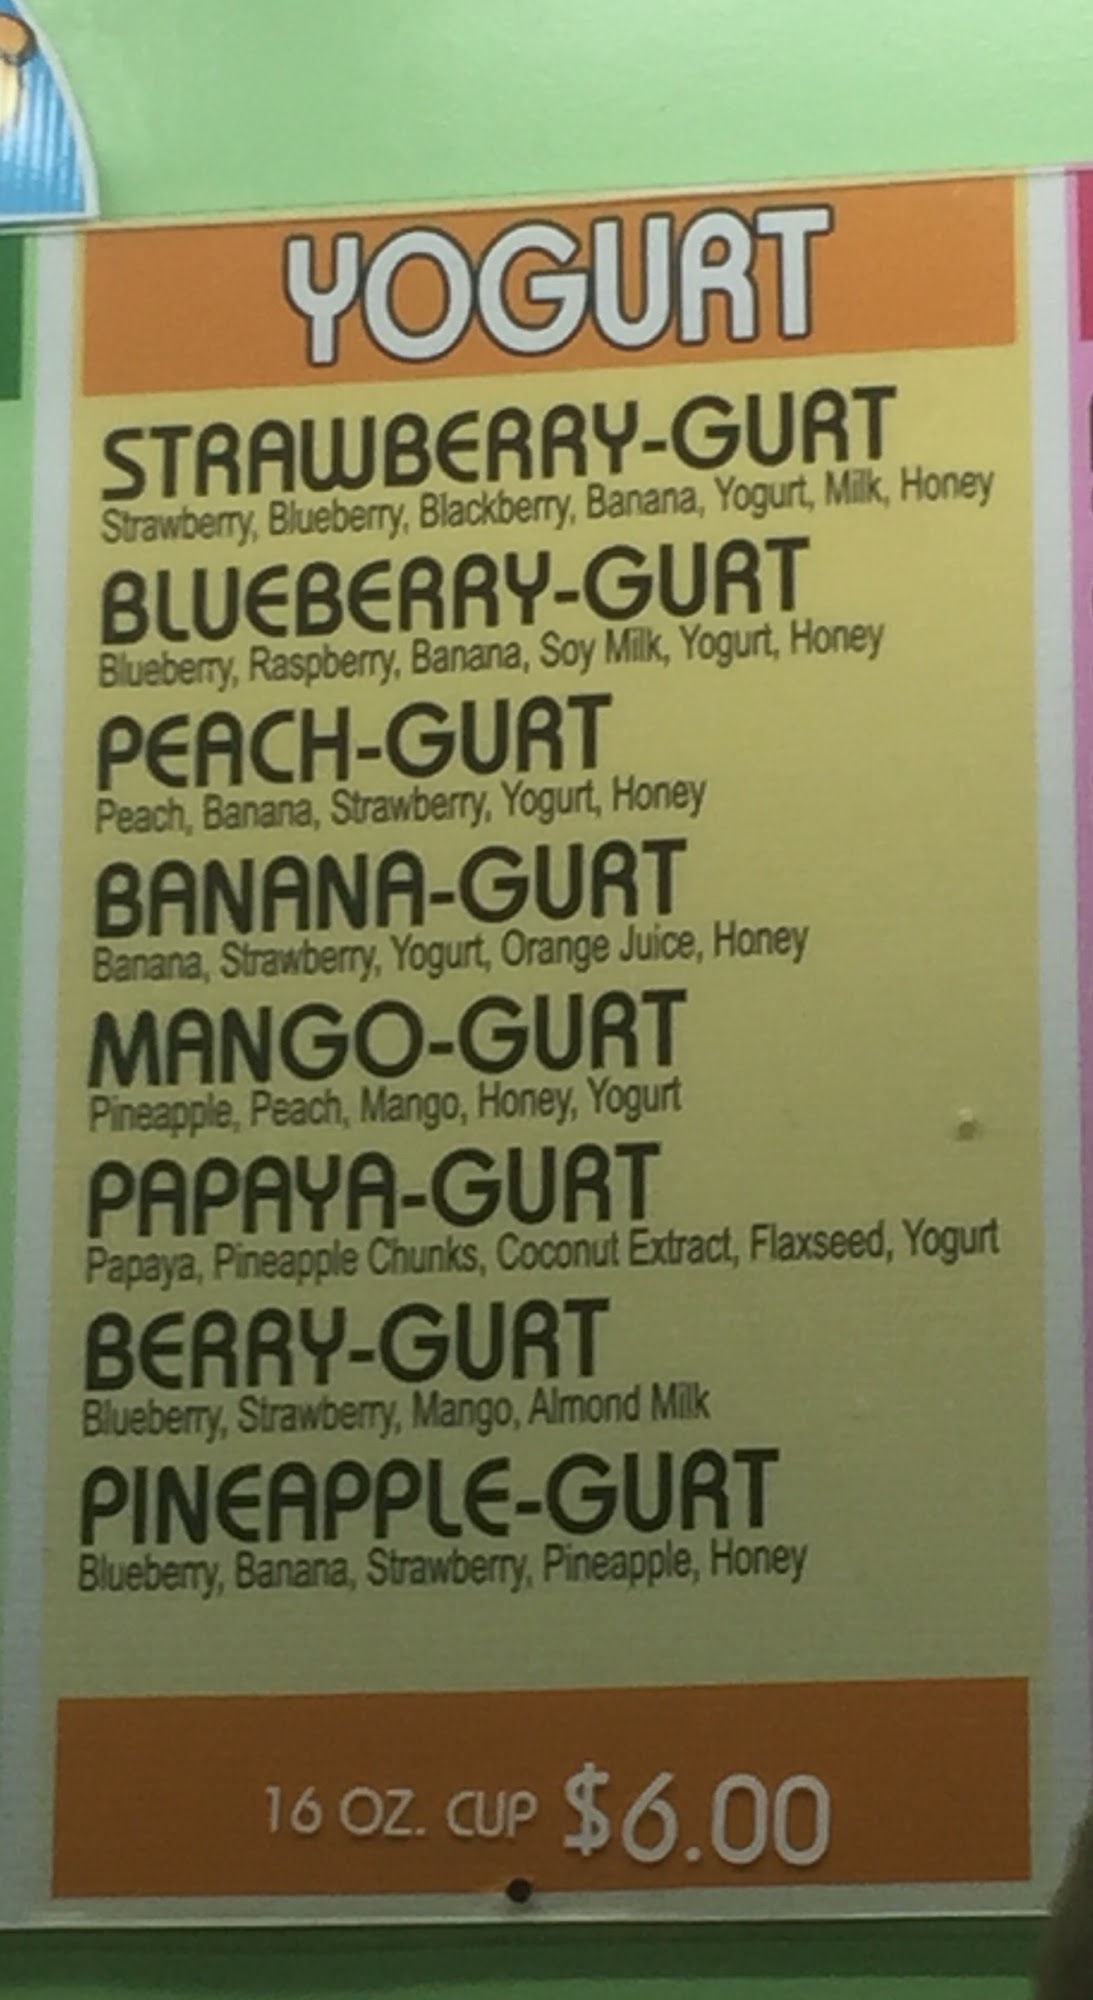 YOGURT
STRAWBERRY-GURT
Strawberry, Blueberry, Blackberry, Banana, Yogurt, Milk, Honey
BLUEBERRY-GURT
Blueberry, Raspberry, Banana, Soy Milk, Yogurt, Honey
PEACH-GURT
Peach, Banana, Strawberry, Yogurt, Honey
BANANA-GURT
Banana, Strawberry, Yogurt, Orange Juice, Honey
MANGO-GURT
Pineapple, Peach, Mango, Honey, Yogurt
PAPAYA-GURT
Papaya, Pineapple Chunks, Coconut Extract, Flaxseed, Yogurt
BERRY-GURT
Blueberry, Strawberry, Mango, Almond Milk
PINEAPPLE-GURT
Blueberry, Banana, Strawberry, Pineapple, Honey
16 OZ. CUP $6.00